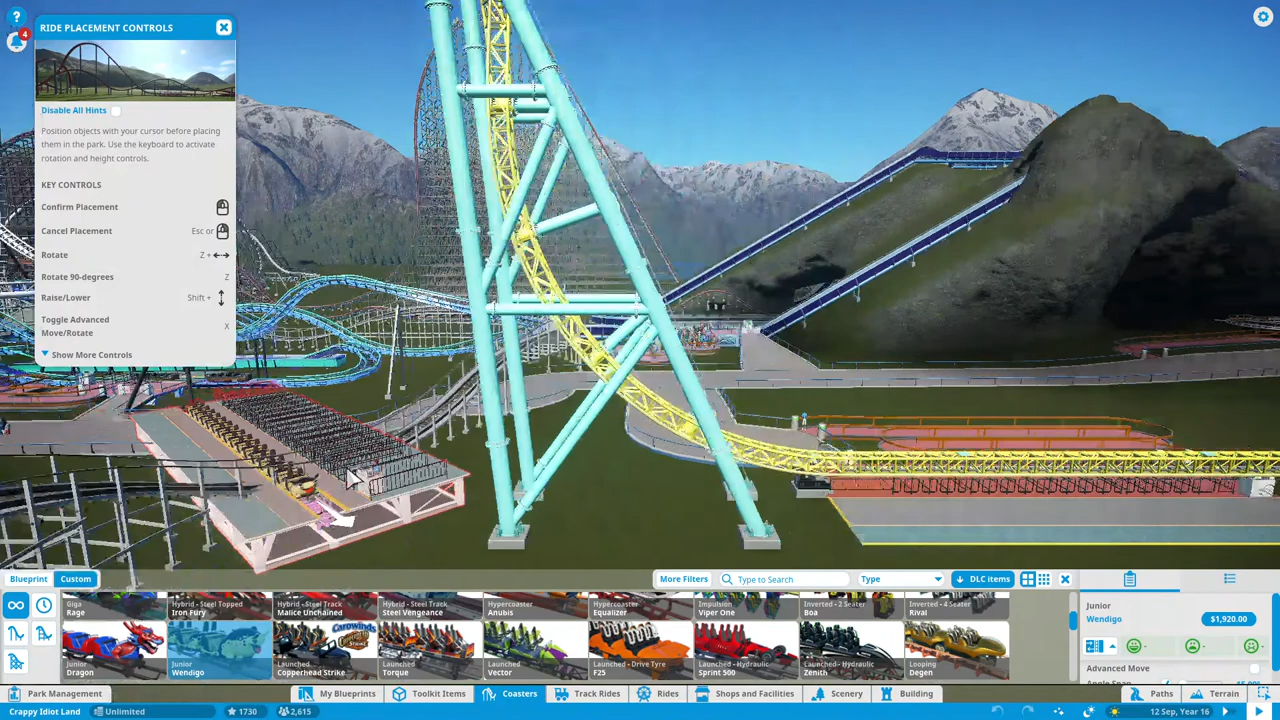 ?
4
RIDE PLACEMENT CONTROLS
Disable All Hints
Position objects with your cursor before placing
them in the park. Use the keyboard to activate
rotation and height controls.
KEY CONTROLS
Confirm Placement
Cancel Placement Esc or
Rotate Z +
Rotate 90-degrees Z
Raise/Lower Shift +
Toggle Advanced
Move/Rotate X
Show More Controls
Blueprint Custom More Filters Type to Search Type DLC items
Giga
Rage
Hybrid - Steel Topped
Iron Fury
Hybrid - Steel Track
Malice Unchained
Hybrid - Steel Track
Steel Vengeance
Hypercoaster
Anubis
Hypercoaster
Equalizer
Impulsion
Viper One
Inverted - 2 Seater
Boa
Inverted - 4 Seater
Rival
Junior
Dragon
Junior
Wendigo
Carowinds
Launched
Copperhead Strike
Launched
Torque
Launched
Vector
Launched - Drive Tyre
F25
Launched - Hydraulic
Sprint 500
Launched - Hydraulic
Zenith
Looping
Degen
Junior
Wendigo $1,920.00
Advanced Move
Park Management My Blueprints Toolkit Items Coasters Track Rides Rides Shops and Facilities Scenery Building Paths Terrain
Crappy Idiot Land Unlimited 1730 2,615 12 Sep, Year 16